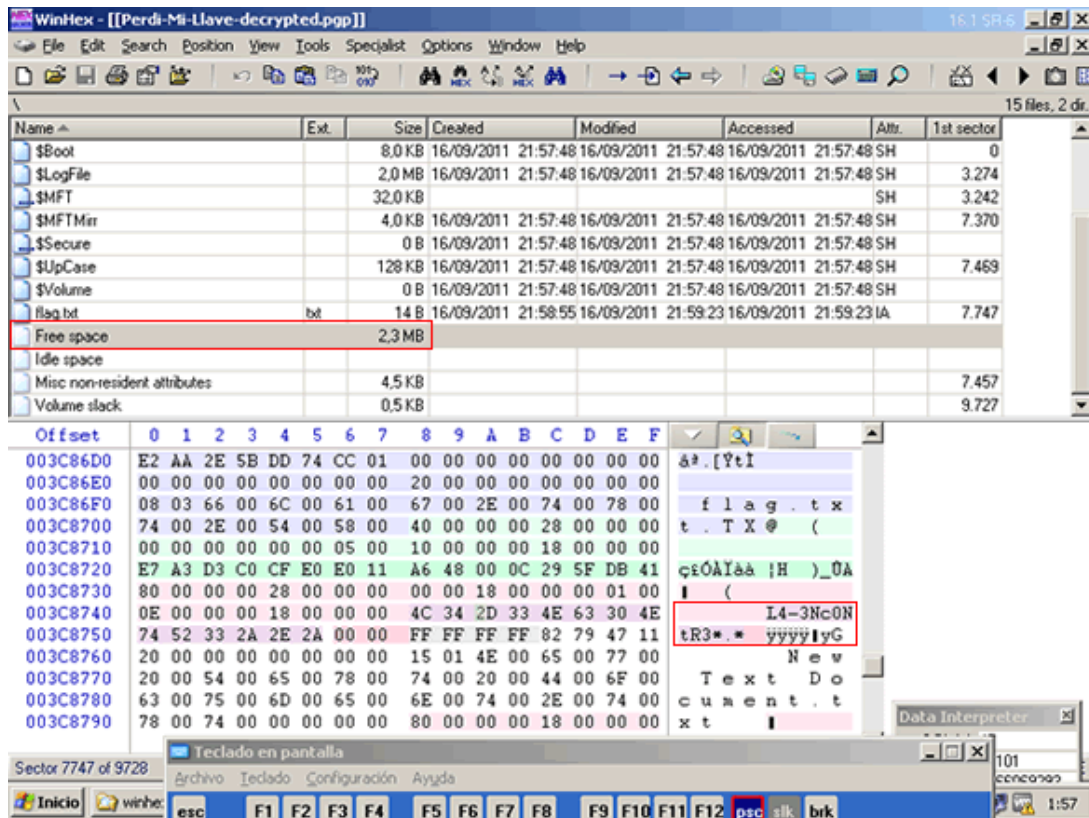 WinHex - [[Perdi-Mi-Llave-decrypted.pgp]] 16.1 SR-6
File Edit Search Position View Tools Specialist Options Window Help
\ 15 files, 2 dir.
Name Ext. Size Created Modified Accessed Attr. 1st sector
$Boot 8,0 KB 16/09/2011 21:57:48 16/09/2011 21:57:48 16/09/2011 21:57:48 SH 0
$LogFile 2,0 MB 16/09/2011 21:57:48 16/09/2011 21:57:48 16/09/2011 21:57:48 SH 3.274
$MFT 32,0 KB SH 3.242
$MFTMirr 4,0 KB 16/09/2011 21:57:48 16/09/2011 21:57:48 16/09/2011 21:57:48 SH 7.370
$Secure 0 B 16/09/2011 21:57:48 16/09/2011 21:57:48 16/09/2011 21:57:48 SH
$UpCase 128 KB 16/09/2011 21:57:48 16/09/2011 21:57:48 16/09/2011 21:57:48 SH 7.469
$Volume 0 B 16/09/2011 21:57:48 16/09/2011 21:57:48 16/09/2011 21:57:48 SH
flag.txt txt 14 B 16/09/2011 21:58:55 16/09/2011 21:59:23 16/09/2011 21:59:23 IA 7.747
Free space 2,3 MB
Idle space
Misc non-resident attributes 4,5 KB 7.457
Volume slack 0,5 KB 9.727
Offset 0 1 2 3 4 5 6 7 8 9 A B C D E F
003C86D0 E2 AA 2E 5B DD 74 CC 01 00 00 00 00 00 00 00 00 âª.[ÝtÌ
003C86E0 00 00 00 00 00 00 00 00 20 00 00 00 00 00 00 00
003C86F0 08 03 66 00 6C 00 61 00 67 00 2E 00 74 00 78 00 f l a g . t x
003C8700 74 00 2E 00 54 00 58 00 40 00 00 00 28 00 00 00 t . T X @ (
003C8710 00 00 00 00 00 00 05 00 10 00 00 00 18 00 00 00
003C8720 E7 A3 D3 C0 CF E0 E0 11 A6 48 00 0C 29 5F DB 41 ç£ÓÀÏàà ¦H )_ÛA
003C8730 80 00 00 00 28 00 00 00 00 00 18 00 00 00 01 00 (
003C8740 0E 00 00 00 18 00 00 00 4C 34 2D 33 4E 63 30 4E L4-3Nc0N
003C8750 74 52 33 2A 2E 2A 00 00 FF FF FF FF 82 79 47 11 tR3*.* ÿÿÿÿ yG
003C8760 20 00 00 00 00 00 00 00 15 01 4E 00 65 00 77 00 N e w
003C8770 20 00 54 00 65 00 78 00 74 00 20 00 44 00 6F 00 T e x t D o
003C8780 63 00 75 00 6D 00 65 00 6E 00 74 00 2E 00 74 00 c u m e n t . t
003C8790 78 00 74 00 00 00 00 00 80 00 00 00 18 00 00 00 x t
Data Interpreter
101
Sector 7747 of 9728
Teclado en pantalla
Archivo Teclado Configuración Ayuda
Inicio winhe
esc F1 F2 F3 F4 F5 F6 F7 F8 F9 F10 F11 F12 psc slk brk
1:57